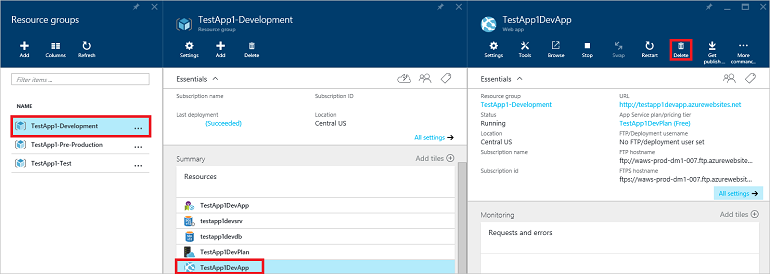 Resource groups
Add
Columns
Refresh
Filter items ...
NAME
TestApp1-Development
...
TestApp1-Pre-Production
...
TestApp1-Test
...
TestApp1-Development
Resource group
Settings
Add
Delete
Essentials
Subscription name
Subscription ID
Last deployment
(Succeeded)
Location
Central US
All settings
Summary
Add tiles
Resources
TestApp1DevApp
testapp1devsrv
testapp1devdb
TestApp1DevPlan
TestApp1DevApp
TestApp1DevApp
Web app
Settings
Tools
Browse
Stop
Swap
Restart
Delete
Get
publish...
More
commanc...
Essentials
Resource group
TestApp1-Development
Status
Running
Location
Central US
Subscription name
Subscription id
URL
http://testapp1devapp.azurewebsites.net
App Service plan/pricing tier
TestApp1DevPlan (Free)
FTP/Deployment username
No FTP/deployment user set
FTP hostname
ftp://waws-prod-dm1-007.ftp.azurewebsite...
FTPS hostname
ftps://waws-prod-dm1-007.ftp.azurewebsi...
All settings
Monitoring
Add tiles
Requests and errors